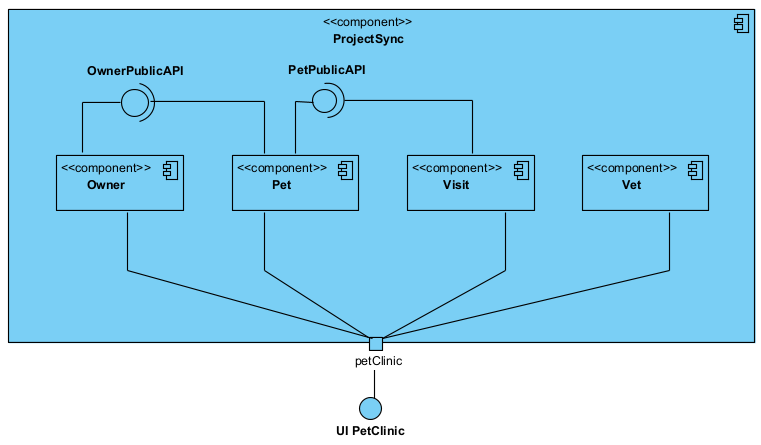 <<component>>
ProjectSync
OwnerPublicAPI
PetPublicAPI
<<component>>
Owner
<<component>>
Pet
<<component>>
Visit
<<component>>
Vet
petClinic
UI PetClinic